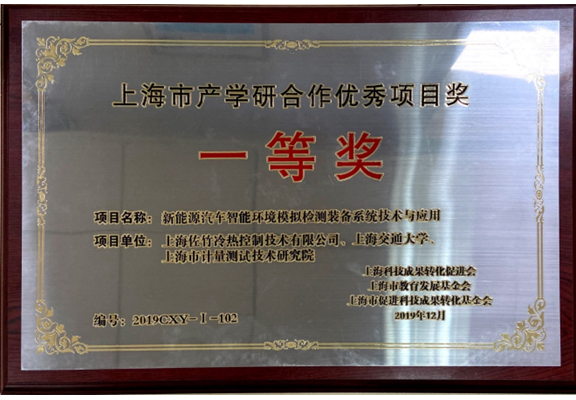 上海市产学研合作优秀项目奖
一等奖
项目名称：新能源汽车智能环境模拟检测装备系统技术与应用
项目单位：上海佐竹冷热控制技术有限公司、上海交通大学、
上海市计量测试技术研究院
上海科技成果转化促进会
上海市教育发展基金会
上海市促进科技成果转化基金会
2019年12月
编号：2019CXY-Ⅰ-102